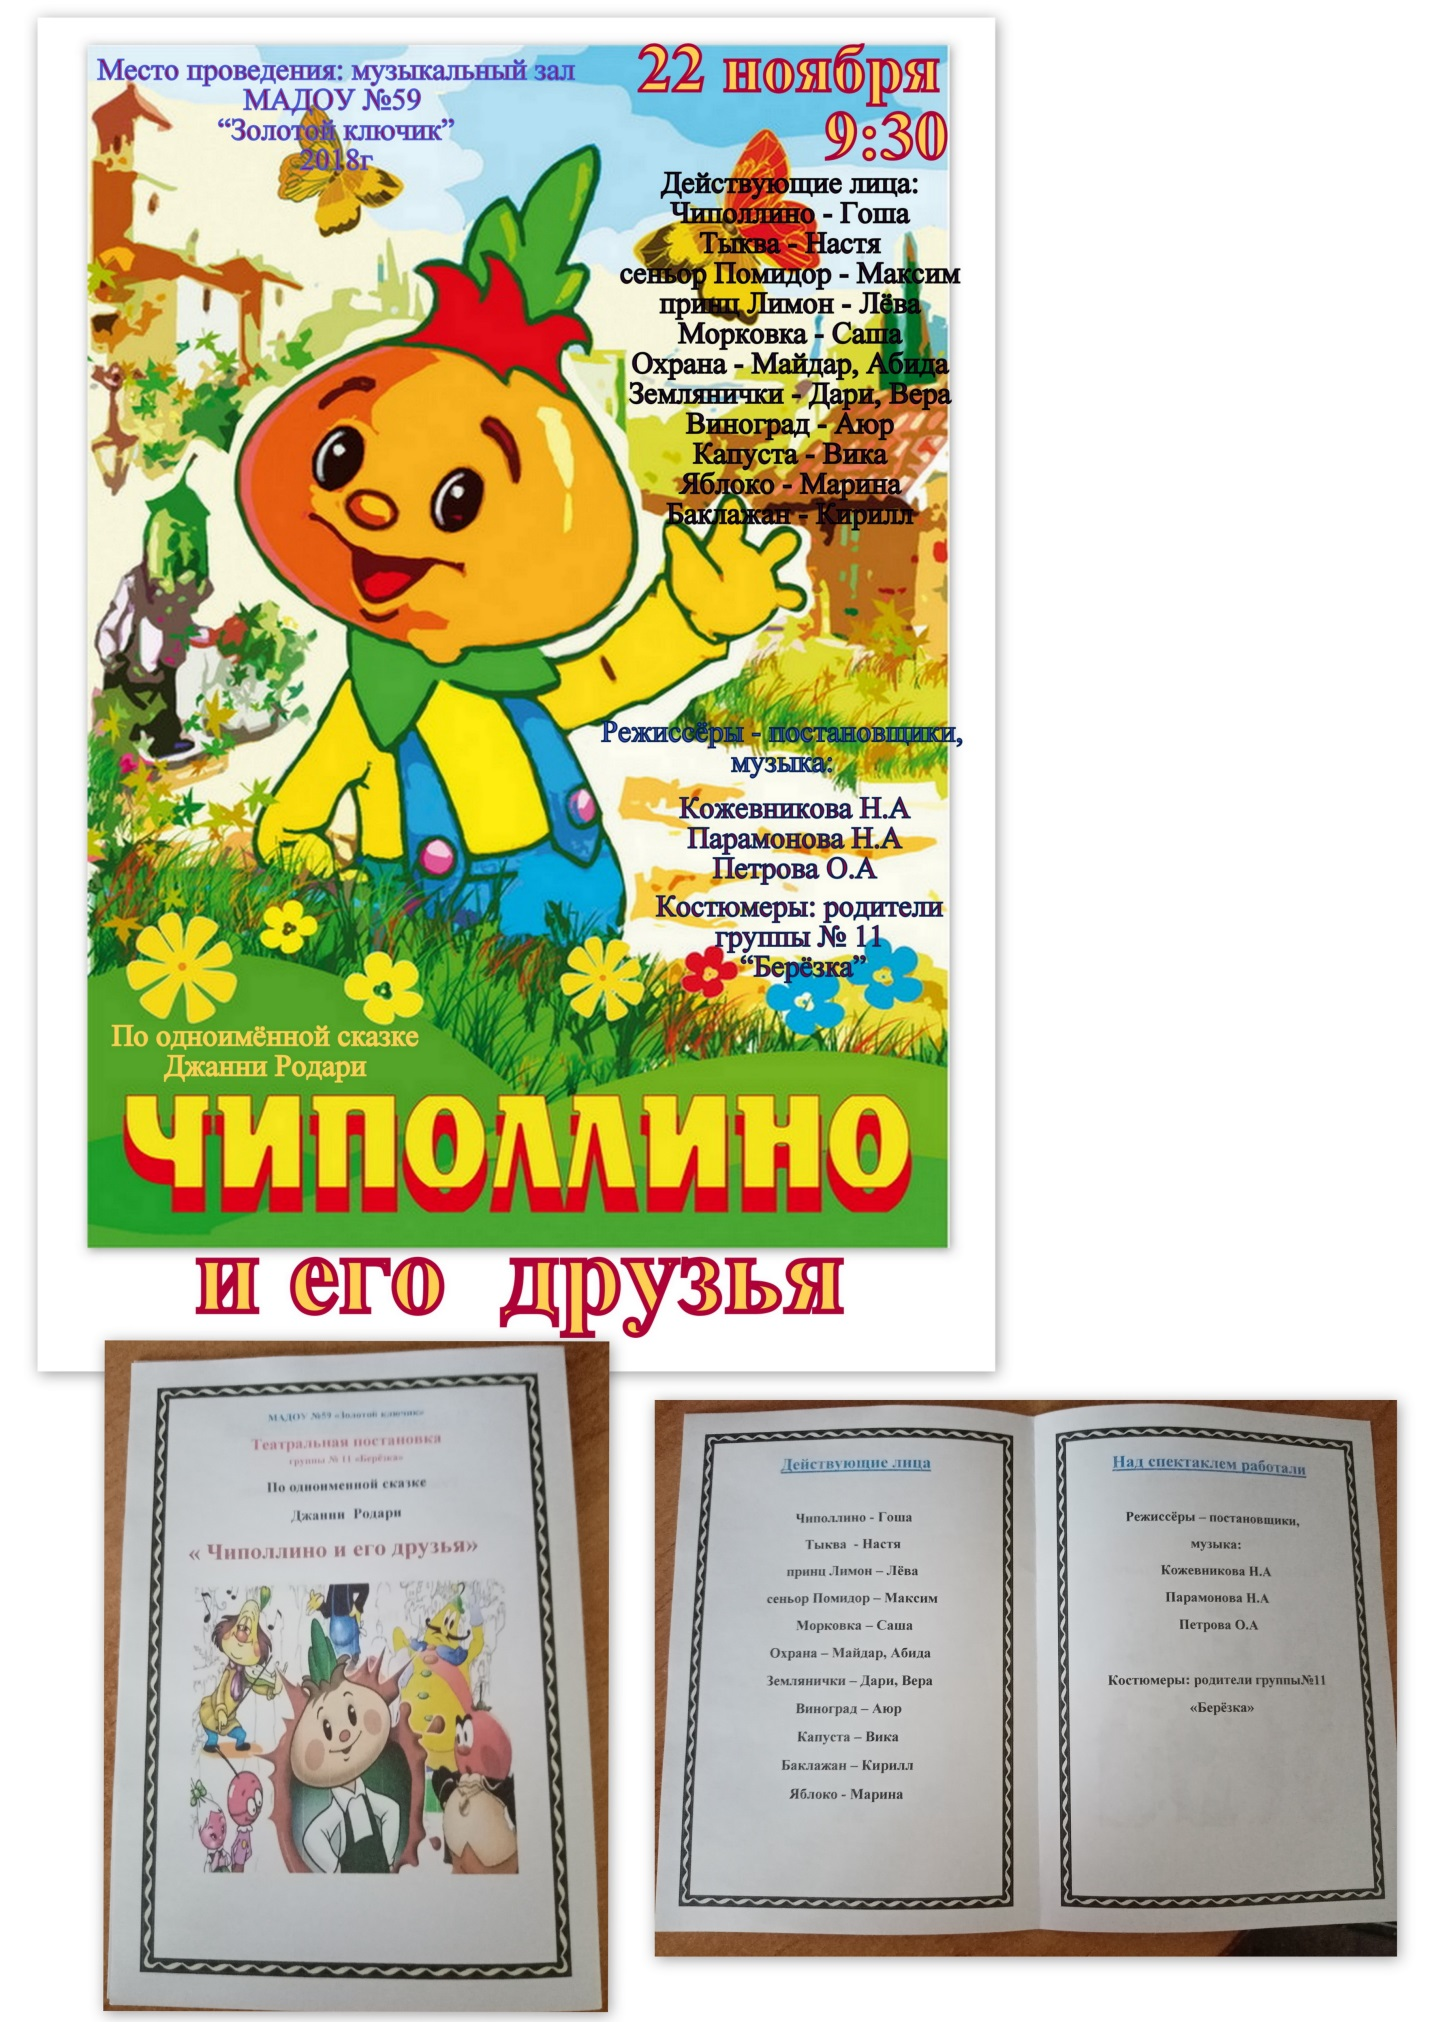 Место проведения: музыкальный зал
МАДОУ №59
“Золотой ключик”
2018г
22 ноября
9:30
Действующие лица:
Чиполлино - Гоша
Тыква - Настя
сеньор Помидор - Максим
принц Лимон - Лёва
Морковка - Саша
Охрана - Майдар, Абида
Землянички - Дари, Вера
Виноград - Аюр
Капуста - Вика
Яблоко - Марина
Баклажан - Кирилл
Режиссёры - постановщики,
музыка:
Кожевникова Н.А
Парамонова Н.А
Петрова О.А
Костюмеры: родители
группы № 11
“Берёзка”
По одноимённой сказке
Джанни Родари
ЧИПОЛЛИНО
и его друзья
МАДОУ №59 «Золотой ключик»
Театральная постановка
группы № 11 «Берёзка»
По одноименной сказке
Джанни Родари
« Чиполлино и его друзья»
Действующие лица
Чиполлино - Гоша
Тыква - Настя
принц Лимон – Лёва
сеньор Помидор – Максим
Морковка – Саша
Охрана – Майдар, Абида
Землянички – Дари, Вера
Виноград – Аюр
Капуста – Вика
Баклажан – Кирилл
Яблоко - Марина
Над спектаклем работали
Режиссёры – постановщики,
музыка:
Кожевникова Н.А
Парамонова Н.А
Петрова О.А
Костюмеры: родители группы№11
«Берёзка»